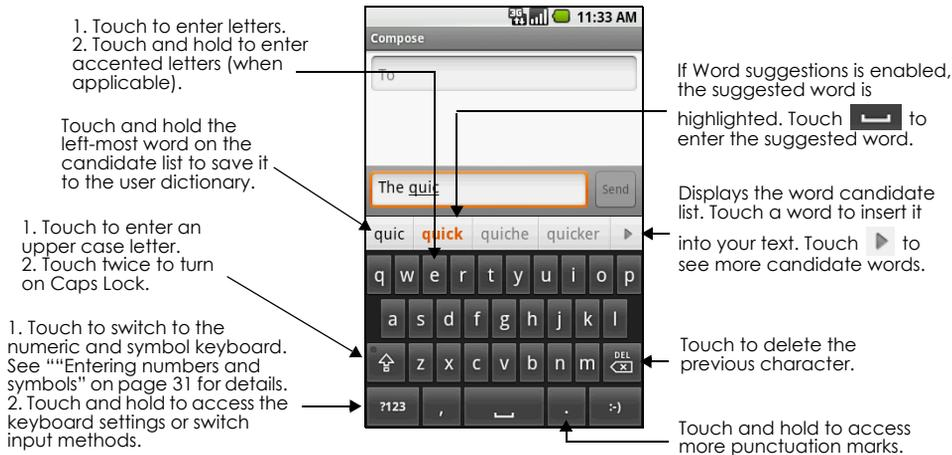 1. Touch to enter letters.
2. Touch and hold to enter
accented letters (when
applicable).
Touch and hold the
left-most word on the
candidate list to save it
to the user dictionary.
1. Touch to enter an
upper case letter.
2. Touch twice to turn
on Caps Lock.
1. Touch to switch to the
numeric and symbol keyboard.
See ““Entering numbers and
symbols” on page 31 for details.
2. Touch and hold to access the
keyboard settings or switch
input methods.
3G 11:33 AM
Compose
To
The quic
Send
quic quick quiche quicker
q w e r t y u i o p
a s d f g h j k l
z x c v b n m DEL
?123 , . :-)
If Word suggestions is enabled,
the suggested word is
highlighted. Touch to
enter the suggested word.
Displays the word candidate
list. Touch a word to insert it
into your text. Touch to
see more candidate words.
Touch to delete the
previous character.
Touch and hold to access
more punctuation marks.